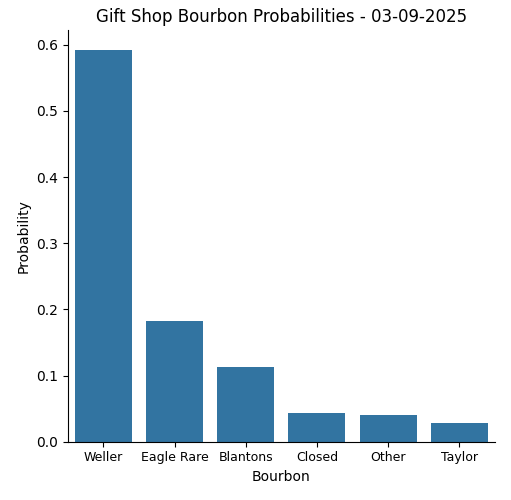 Gift Shop Bourbon Probabilities - 03-09-2025
0.6
0.5
0.4
0.3
0.2
0.1
0.0
Probability
Weller Eagle Rare Blantons Closed Other Taylor
Bourbon